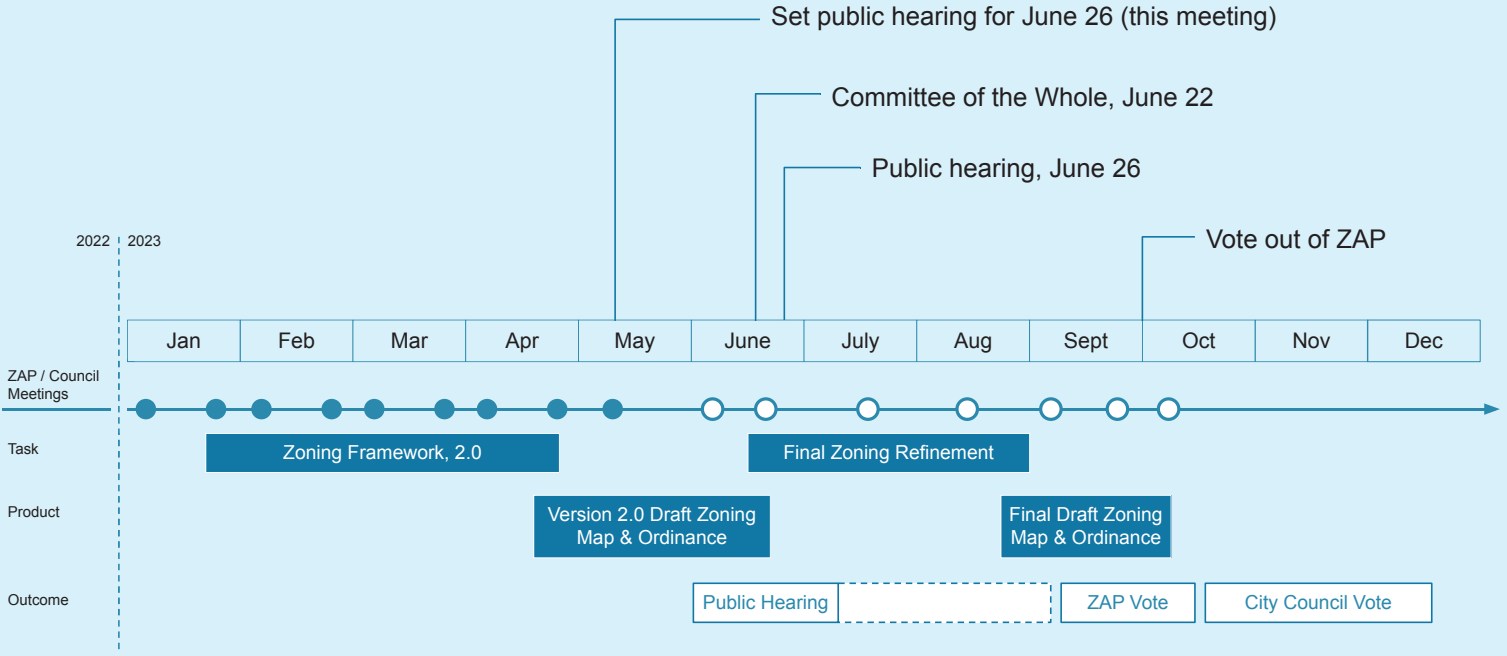 Set public hearing for June 26 (this meeting)
Committee of the Whole, June 22
Public hearing, June 26
Vote out of ZAP
2022 2023
Jan Feb Mar Apr May June July Aug Sept Oct Nov Dec
ZAP / Council
Meetings
Task
Zoning Framework, 2.0
Final Zoning Refinement
Product
Version 2.0 Draft Zoning
Map & Ordinance
Final Draft Zoning
Map & Ordinance
Outcome
Public Hearing
ZAP Vote
City Council Vote